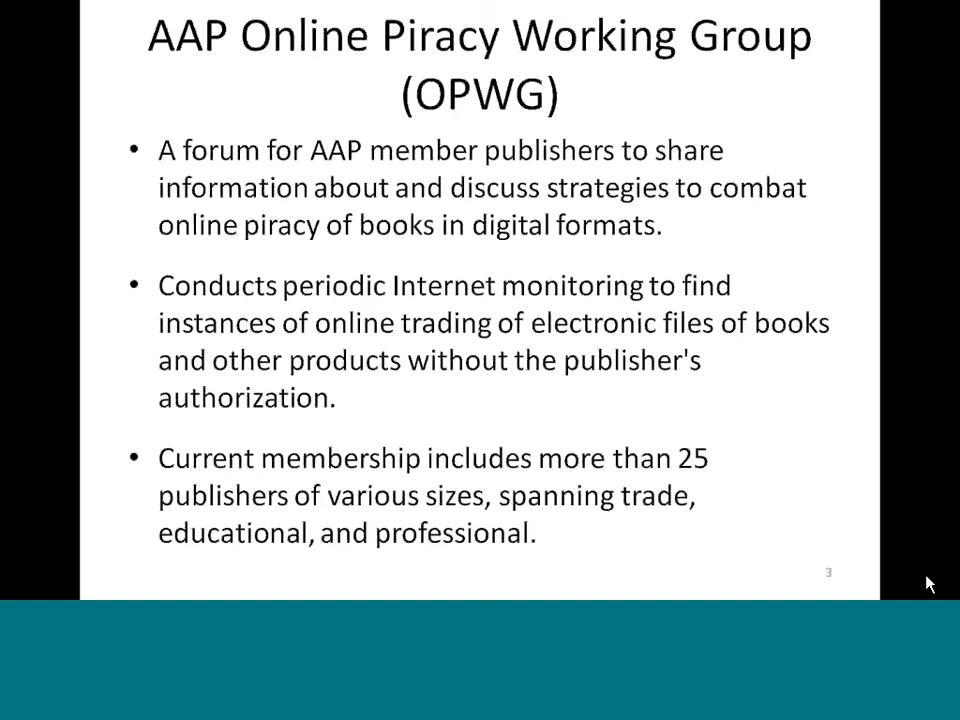 AAP Online Piracy Working Group
(OPWG)
• A forum for AAP member publishers to share
information about and discuss strategies to combat
online piracy of books in digital formats.
• Conducts periodic Internet monitoring to find
instances of online trading of electronic files of books
and other products without the publisher's
authorization.
• Current membership includes more than 25
publishers of various sizes, spanning trade,
educational, and professional.
3